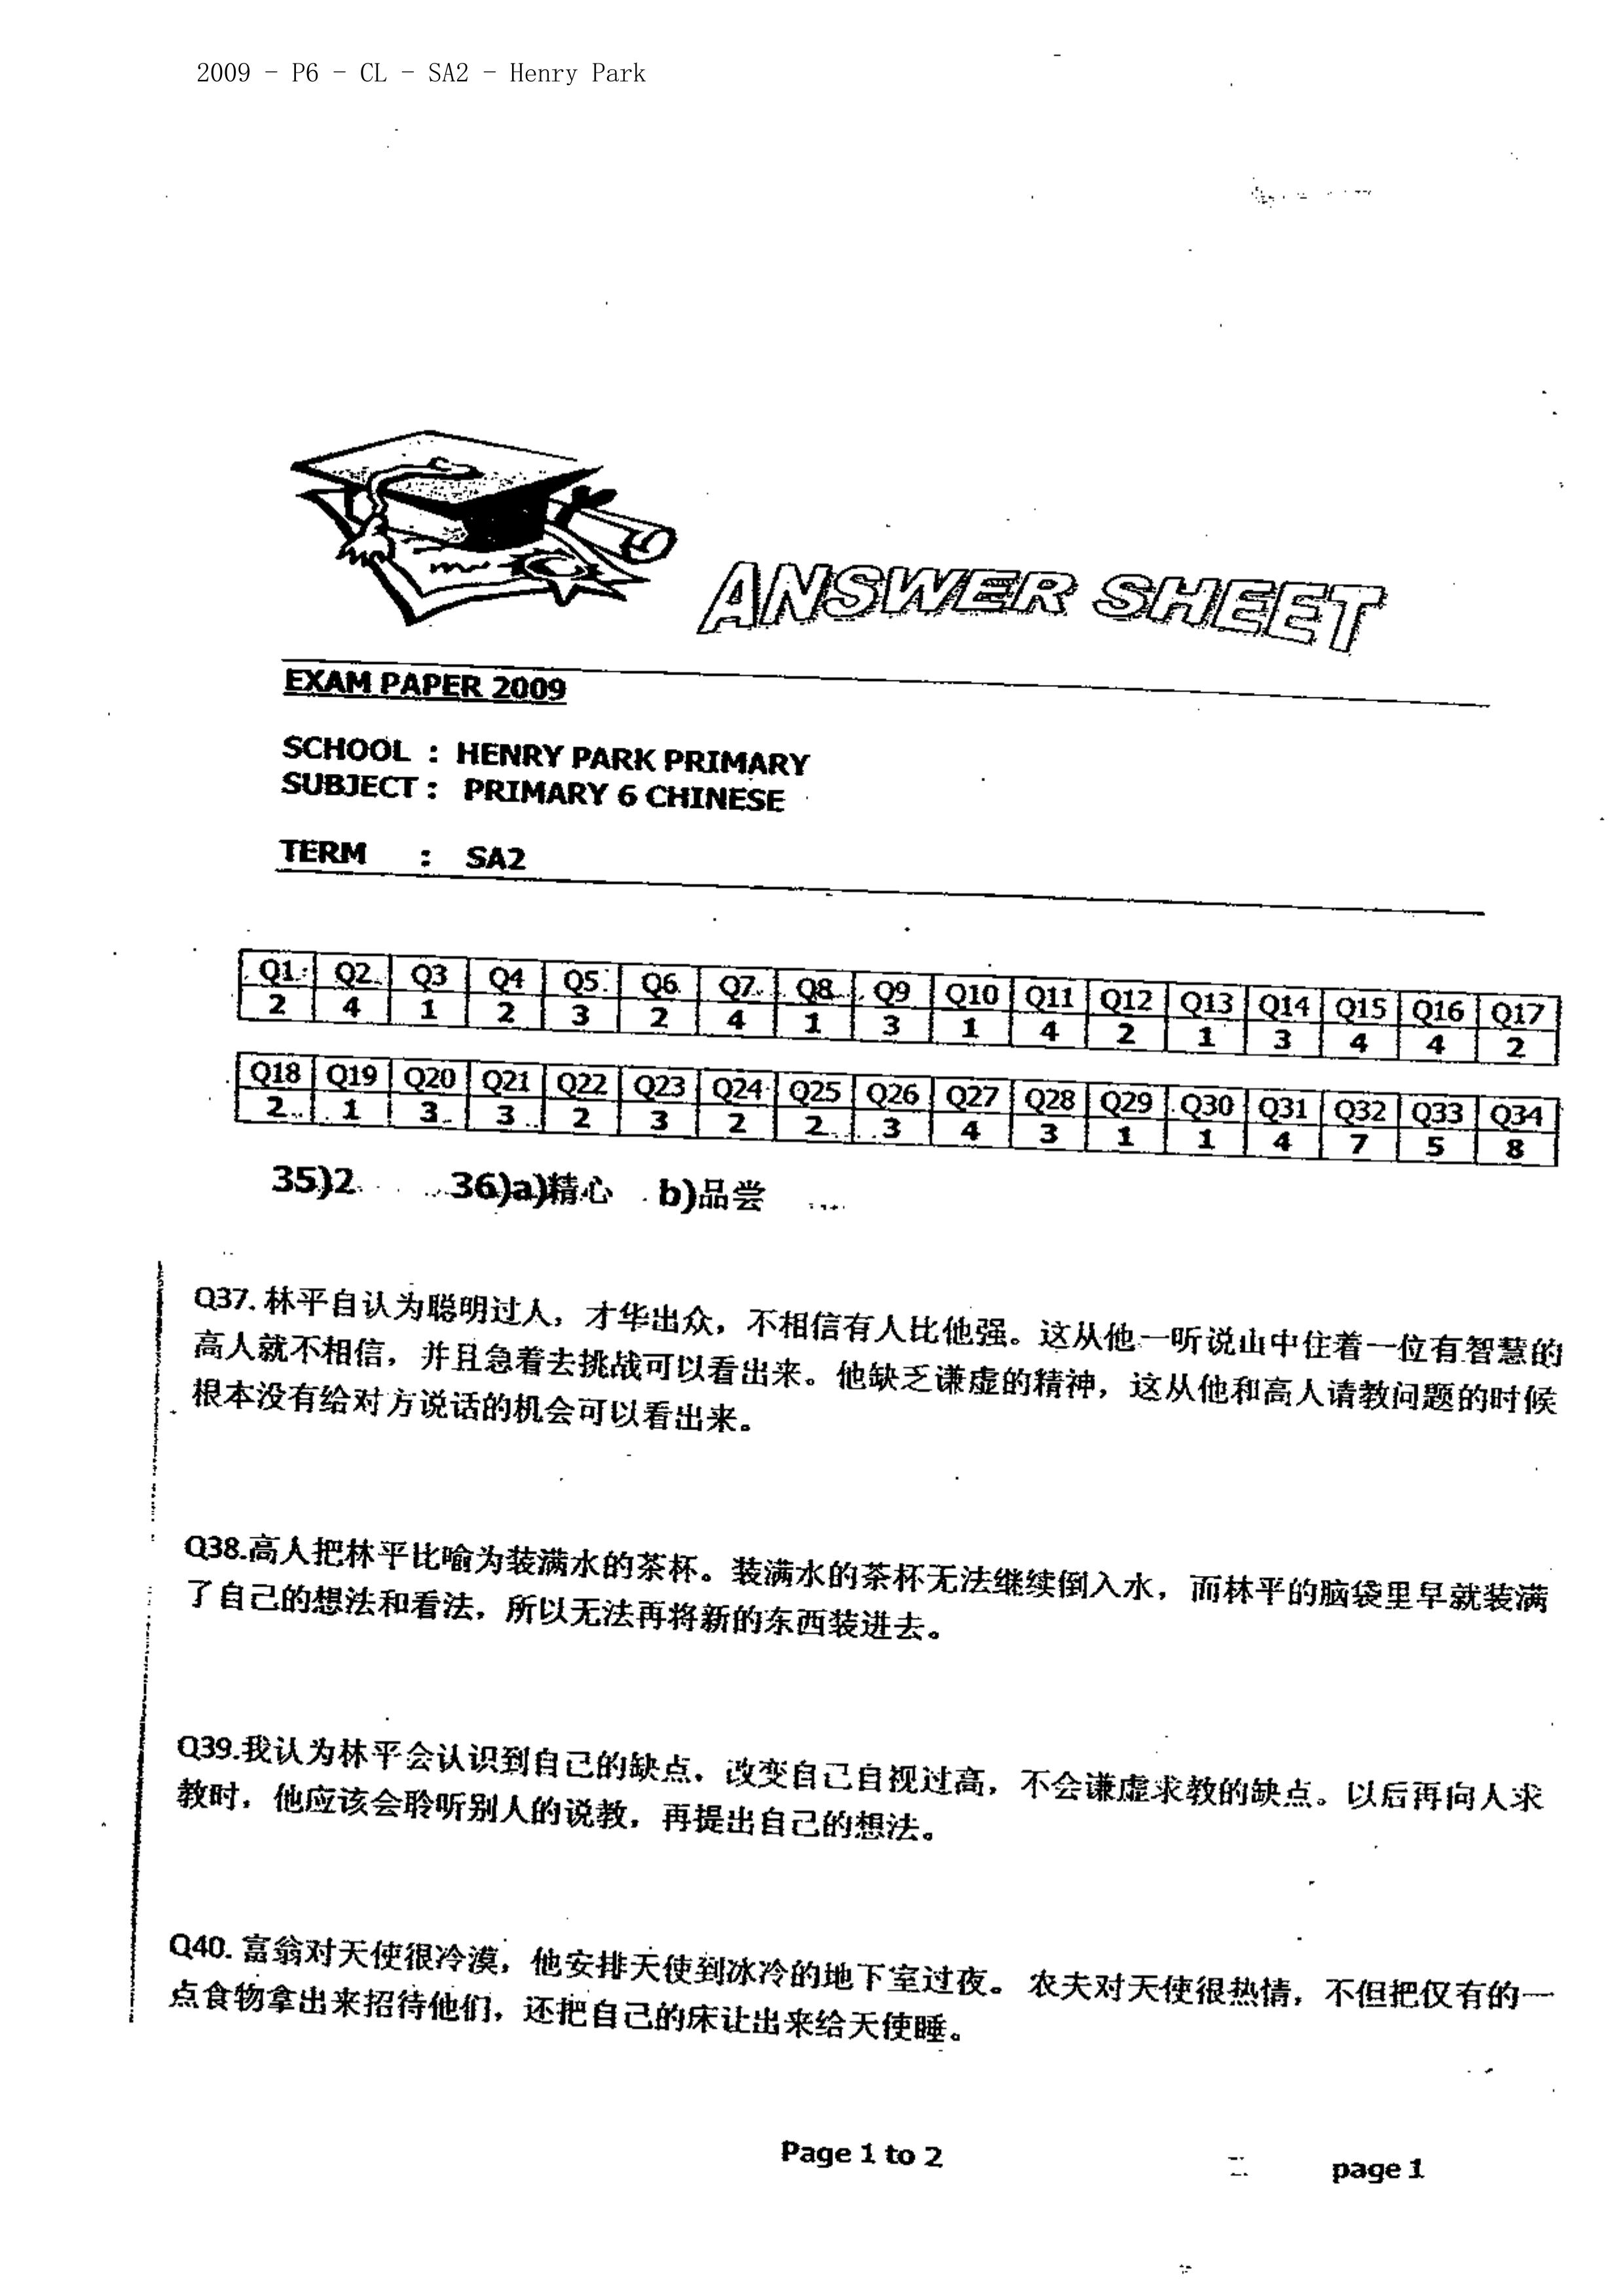 2009 - P6 - CL - SA2 - Henry Park
ANSWER SHEET
EXAM PAPER 2009
SCHOOL : HENRY PARK PRIMARY
SUBJECT : PRIMARY 6 CHINESE
TERM : SA2
Q1 Q2 Q3 Q4 Q5 Q6 Q7 Q8 Q9 Q10 Q11 Q12 Q13 Q14 Q15 Q16 Q17
2 4 1 2 3 2 4 1 3 1 4 2 1 3 4 4 2
Q18 Q19 Q20 Q21 Q22 Q23 Q24 Q25 Q26 Q27 Q28 Q29 Q30 Q31 Q32 Q33 Q34
2 1 3 3 2 3 2 2 3 4 3 1 1 4 7 5 8
35)2 36)a)精心 b)品尝
Q37. 林平自认为聪明过人，才华出众，不相信有人比他强。这从他一听说山中住着一位有智慧的
高人就不相信，并且急着去挑战可以看出来。他缺乏谦虚的精神，这从他和高人请教问题的时候
根本没有给对方说话的机会可以看出来。
Q38.高人把林平比喻为装满水的茶杯。装满水的茶杯无法继续倒入水，而林平的脑袋里早就装满
了自己的想法和看法，所以无法再将新的东西装进去。
Q39.我认为林平会认识到自己的缺点．改变自己自视过高，不会谦虚求教的缺点。以后再向人求
教时．他应该会聆听别人的说教，再提出自己的想法。
Q40. 富翁对天使很冷漠，他安排天使到冰冷的地下室过夜。农夫对天使很热情，不但把仅有的一
点食物拿出来招待他们，还把自己的床让出来给天使睡。
Page 1 to 2
page 1